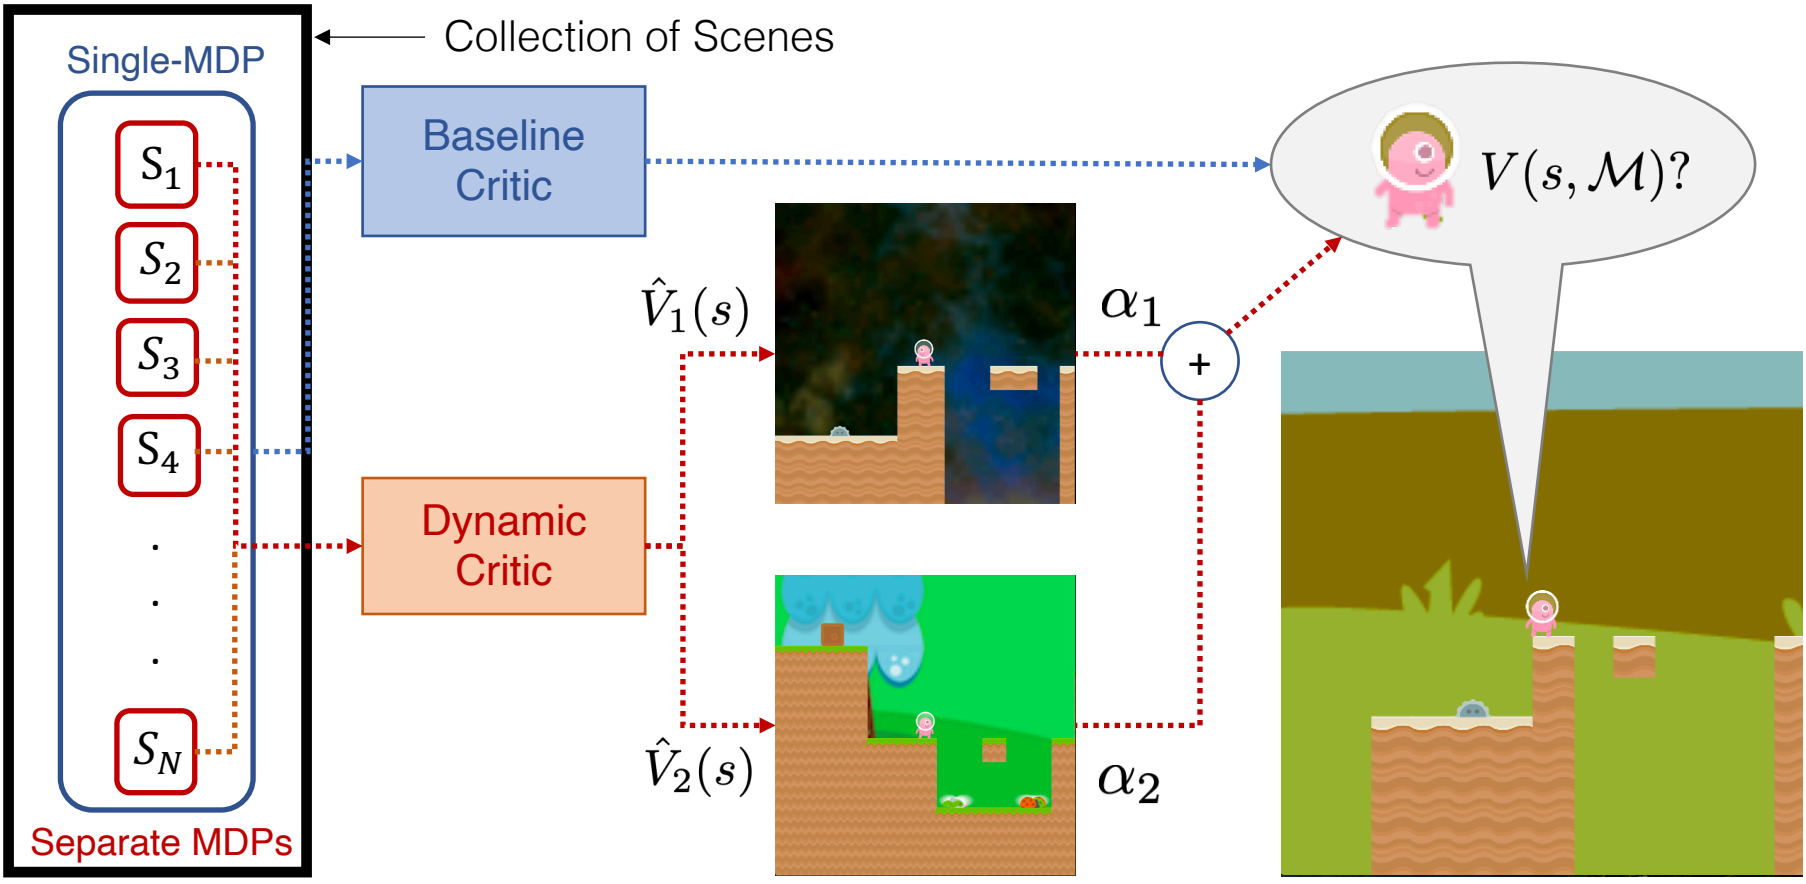 Collection of Scenes
Single-MDP
S₁
S₂
S₃
S₄
.
.
.
S_N
Separate MDPs
Baseline
Critic
Dynamic
Critic
V̂₁(s)
V̂₂(s)
α₁
α₂
+
V(s, ℳ)?